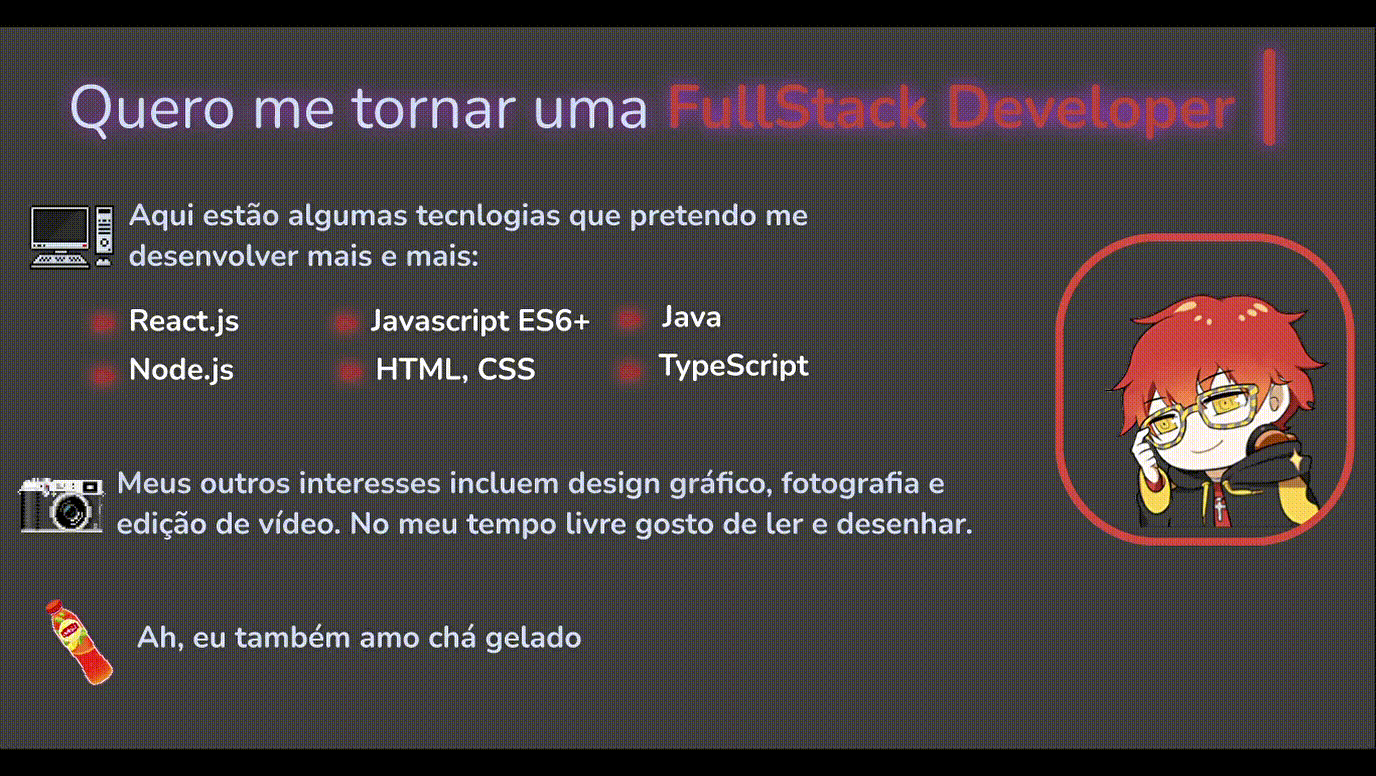 Quero me tornar uma FullStack Developer
Aqui estão algumas tecnlogias que pretendo me
desenvolver mais e mais:
React.js
Javascript ES6+
Java
Node.js
HTML, CSS
TypeScript
Meus outros interesses incluem design gráfico, fotografia e
edição de vídeo. No meu tempo livre gosto de ler e desenhar.
Ah, eu também amo chá gelado